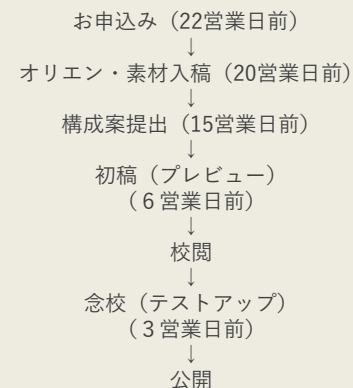 お申込み（22営業日前）
↓
オリエン・素材入稿（20営業日前）
↓
構成案提出（15営業日前）
↓
初稿（プレビュー）
（６営業日前）
↓
校閲
↓
念校（テストアップ）
（３営業日前）
↓
公開